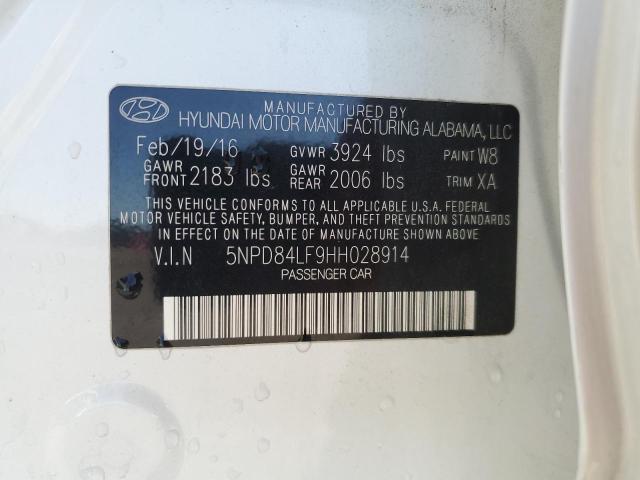 MANUFACTURED BY
HYUNDAI MOTOR MANUFACTURING ALABAMA, LLC
Feb/19/16 GVWR 3924 lbs PAINT W8
GAWR FRONT 2183 lbs GAWR REAR 2006 lbs TRIM XA
THIS VEHICLE CONFORMS TO ALL APPLICABLE U.S.A. FEDERAL
MOTOR VEHICLE SAFETY, BUMPER, AND THEFT PREVENTION STANDARDS
IN EFFECT ON THE DATE OF MANUFACTURE SHOWN ABOVE.
V.I.N 5NPD84LF9HH028914
PASSENGER CAR